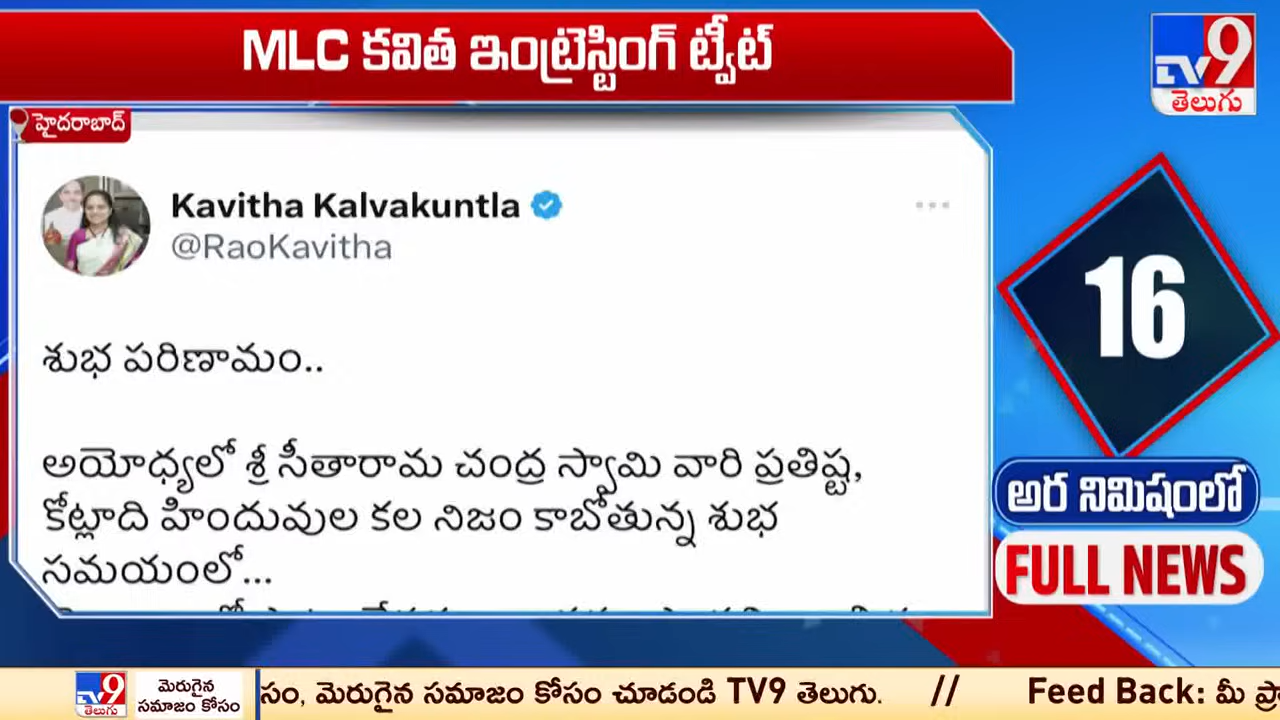 MLC కవిత ఇంట్రెస్టింగ్ ట్వీట్
TV9
తెలుగు
హైదరాబాద్
Kavitha Kalvakuntla
@RaoKavitha
16
శుభ పరిణామం..
అయోధ్యలో శ్రీ సీతారామ చంద్ర స్వామి వారి ప్రతిష్ట,
కోట్లాది హిందువుల కల నిజం కాబోతున్న శుభ
సమయంలో...
అర నిమిషంలో
FULL NEWS
TV9
తెలుగు
మెరుగైన
సమాజం కోసం
సం, మెరుగైన సమాజం కోసం చూడండి TV9 తెలుగు. // Feed Back: మీ ప్రా